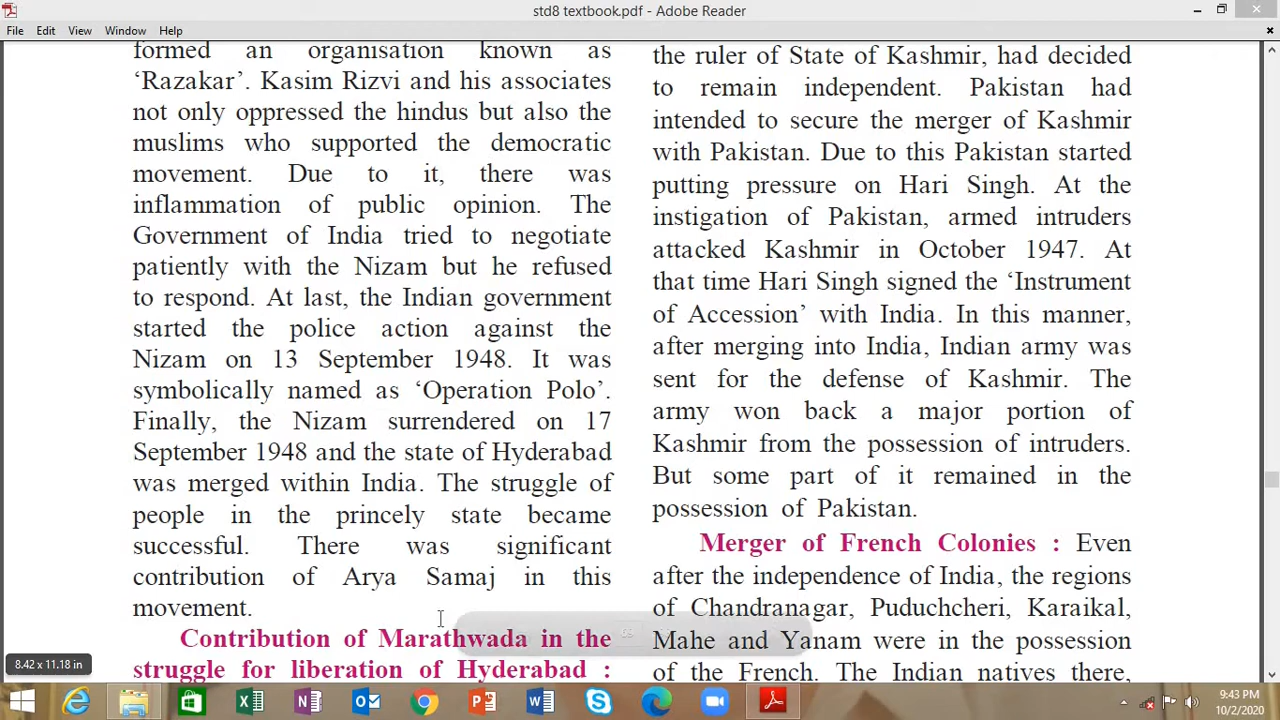 std8 textbook.pdf - Adobe Reader
File Edit View Window Help
formed an organisation known as
‘Razakar’. Kasim Rizvi and his associates
not only oppressed the hindus but also the
muslims who supported the democratic
movement. Due to it, there was
inflammation of public opinion. The
Government of India tried to negotiate
patiently with the Nizam but he refused
to respond. At last, the Indian government
started the police action against the
Nizam on 13 September 1948. It was
symbolically named as ‘Operation Polo’.
Finally, the Nizam surrendered on 17
September 1948 and the state of Hyderabad
was merged within India. The struggle of
people in the princely state became
successful. There was significant
contribution of Arya Samaj in this
movement.
Contribution of Marathwada in the
struggle for liberation of Hyderabad :
the ruler of State of Kashmir, had decided
to remain independent. Pakistan had
intended to secure the merger of Kashmir
with Pakistan. Due to this Pakistan started
putting pressure on Hari Singh. At the
instigation of Pakistan, armed intruders
attacked Kashmir in October 1947. At
that time Hari Singh signed the ‘Instrument
of Accession’ with India. In this manner,
after merging into India, Indian army was
sent for the defense of Kashmir. The
army won back a major portion of
Kashmir from the possession of intruders.
But some part of it remained in the
possession of Pakistan.
Merger of French Colonies : Even
after the independence of India, the regions
of Chandranagar, Puduchcheri, Karaikal,
Mahe and Yanam were in the possession
of the French. The Indian natives there,
8.42 x 11.18 in
9:43 PM
10/2/2020